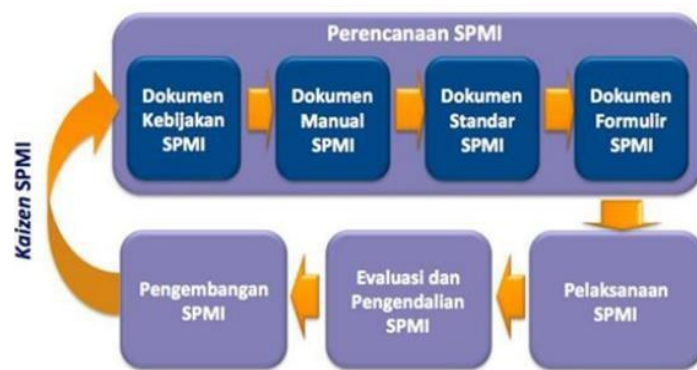 Perencanaan SPMI
Dokumen
Kebijakan
SPMI
Dokumen
Manual
SPMI
Dokumen
Standar
SPMI
Dokumen
Formulir
SPMI
Kaizen SPMI
Pengembangan
SPMI
Evaluasi dan
Pengendalian
SPMI
Pelaksanaan
SPMI